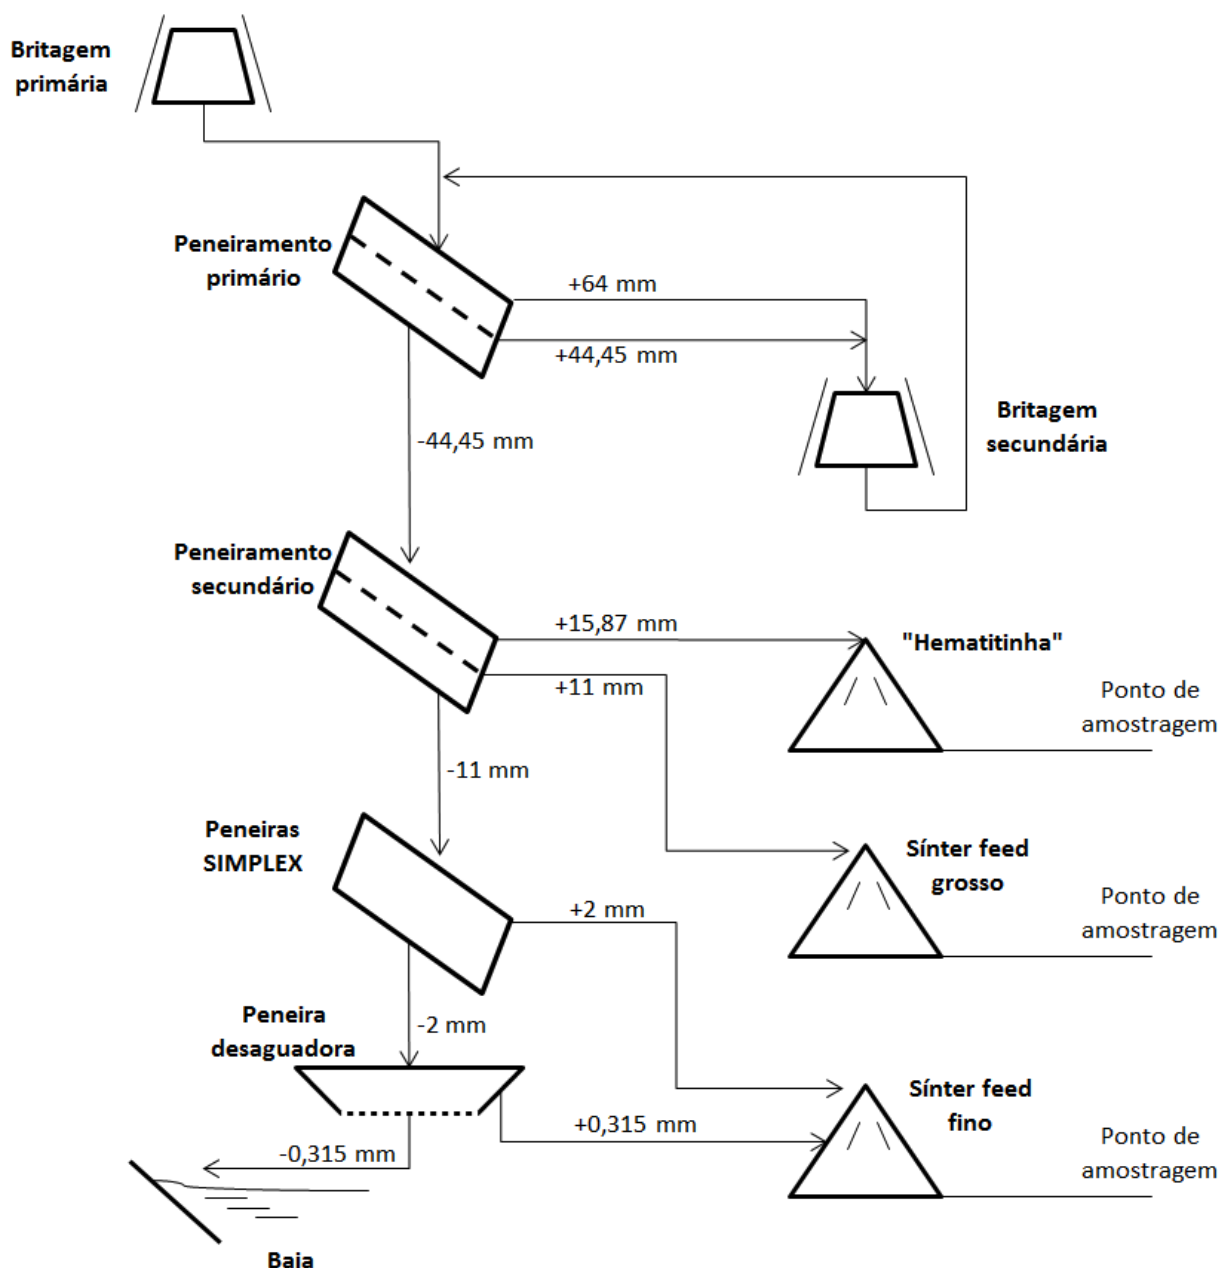 Britagem
primária
Peneiramento
primário
+64 mm
+44,45 mm
Britagem
secundária
-44,45 mm
Peneiramento
secundário
+15,87 mm
"Hematitinha"
+11 mm
Ponto de
amostragem
-11 mm
Peneiras
SIMPLEX
Sínter feed
grosso
+2 mm
Ponto de
amostragem
Peneira
desaguadora
-2 mm
Sínter feed
fino
+0,315 mm
Ponto de
amostragem
-0,315 mm
Baia